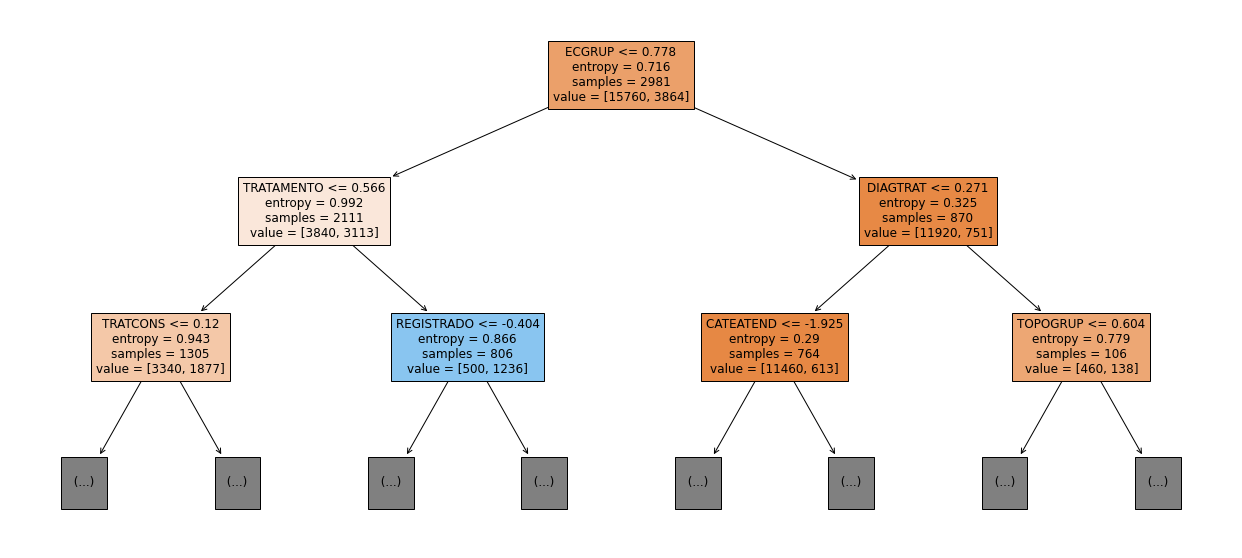 ECGRUP <= 0.778
entropy = 0.716
samples = 2981
value = [15760, 3864]
TRATAMENTO <= 0.566
entropy = 0.992
samples = 2111
value = [3840, 3113]
DIAGTRAT <= 0.271
entropy = 0.325
samples = 870
value = [11920, 751]
TRATCONS <= 0.12
entropy = 0.943
samples = 1305
value = [3340, 1877]
REGISTRADO <= -0.404
entropy = 0.866
samples = 806
value = [500, 1236]
CATEATEND <= -1.925
entropy = 0.29
samples = 764
value = [11460, 613]
TOPOGRUP <= 0.604
entropy = 0.779
samples = 106
value = [460, 138]
(...)
(...)
(...)
(...)
(...)
(...)
(...)
(...)